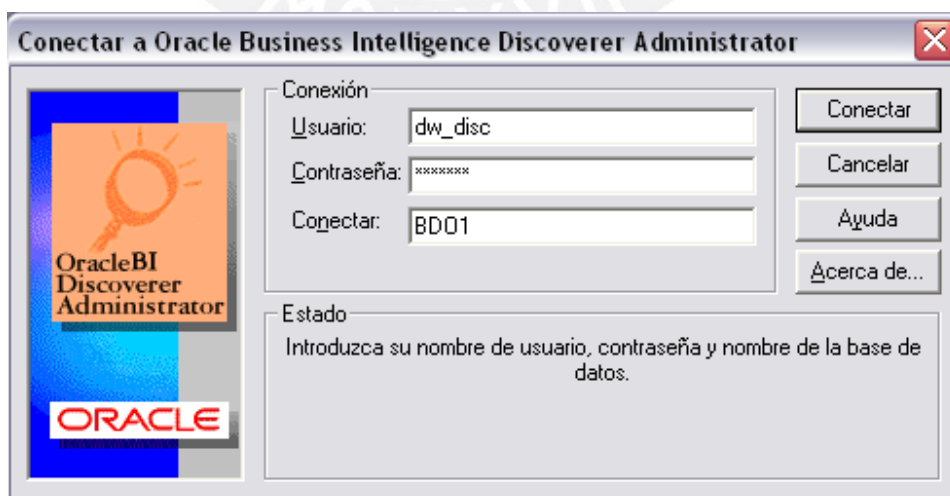 Conectar a Oracle Business Intelligence Discoverer Administrator
Conexión
Usuario: dw_disc
Contraseña: *******
Conectar: BDO1
Conectar
Cancelar
Ayuda
Acerca de...
OracleBI
Discoverer
Administrator
ORACLE
Estado
Introduzca su nombre de usuario, contraseña y nombre de la base de
datos.